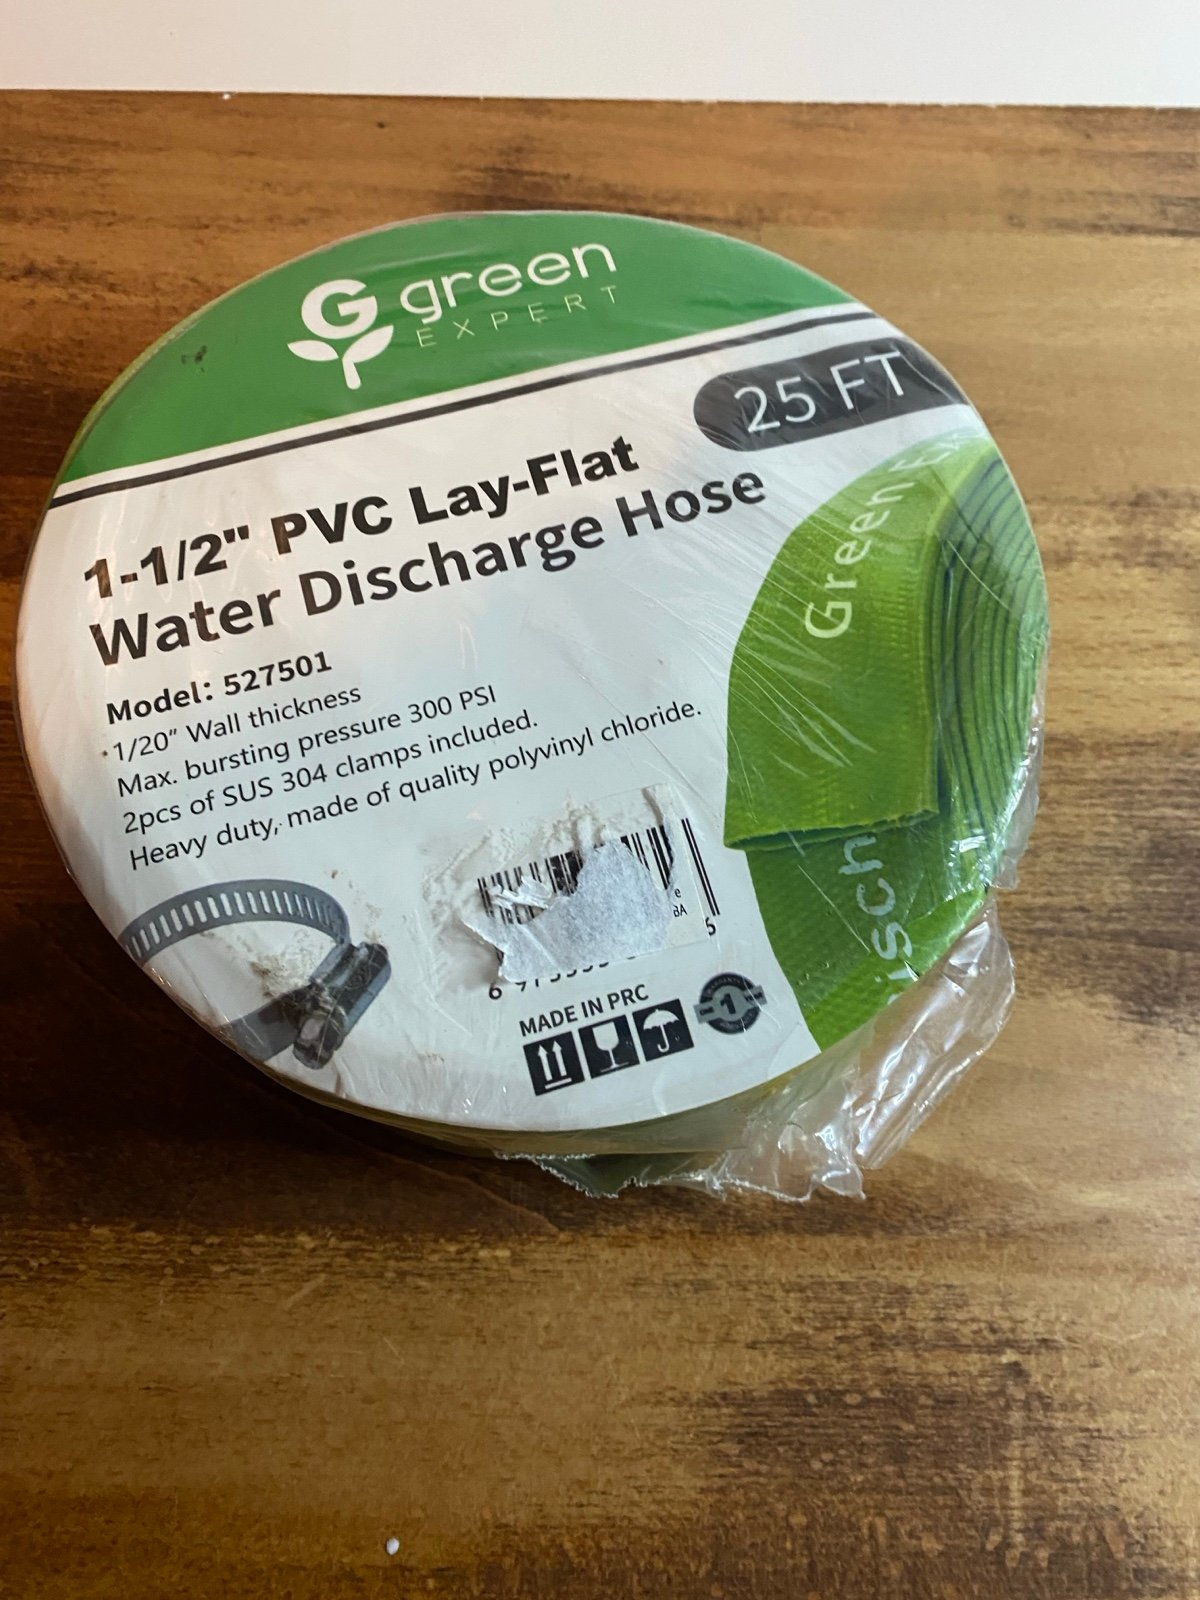 G green
EXPERT
25 FT
1-1/2" PVC Lay-Flat
Water Discharge Hose
Model: 527501
1/20" Wall thickness
Max. bursting pressure 300 PSI
2pcs of SUS 304 clamps included.
Heavy duty, made of quality polyvinyl chloride.
Green
MADE IN PRC
1